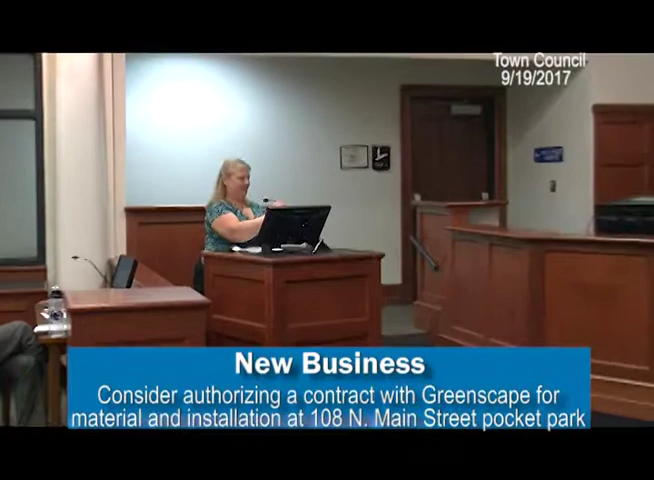 Town Council
9/19/2017
New Business
Consider authorizing a contract with Greenscape for
material and installation at 108 N. Main Street pocket park